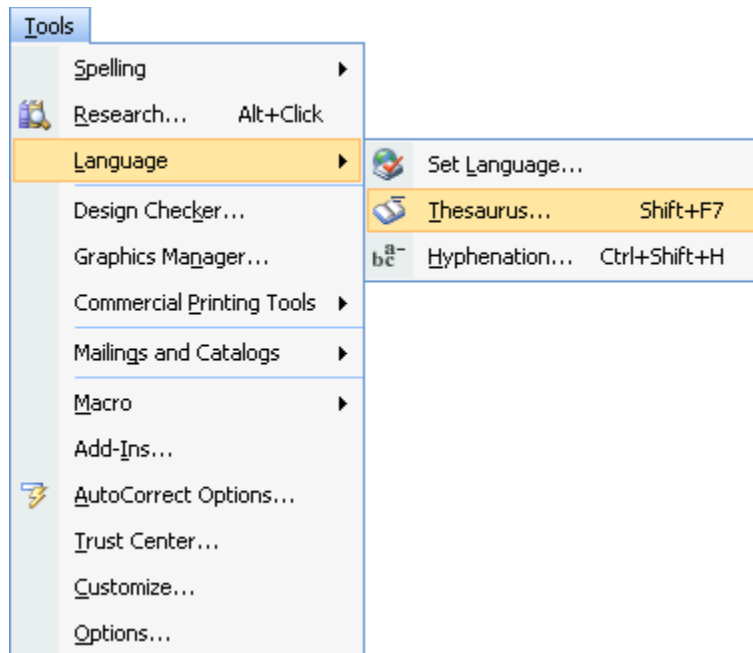 Tools
Spelling
Research... Alt+Click
Language
Set Language...
Thesaurus... Shift+F7
Hyphenation... Ctrl+Shift+H
Design Checker...
Graphics Manager...
Commercial Printing Tools
Mailings and Catalogs
Macro
Add-Ins...
AutoCorrect Options...
Trust Center...
Customize...
Options...